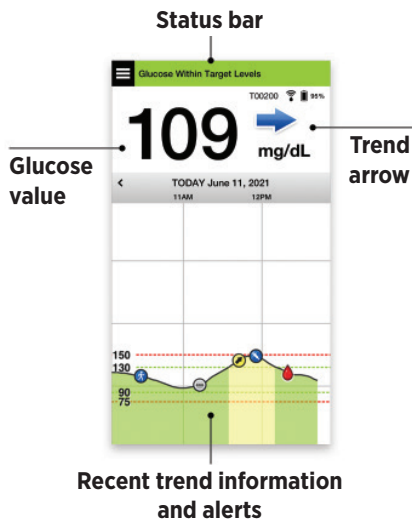 Status bar
Glucose Within Target Levels
T00200
95%
109
mg/dL
Glucose
value
Trend
arrow
TODAY June 11, 2021
11AM
12PM
150
130
90
75
Recent trend information
and alerts